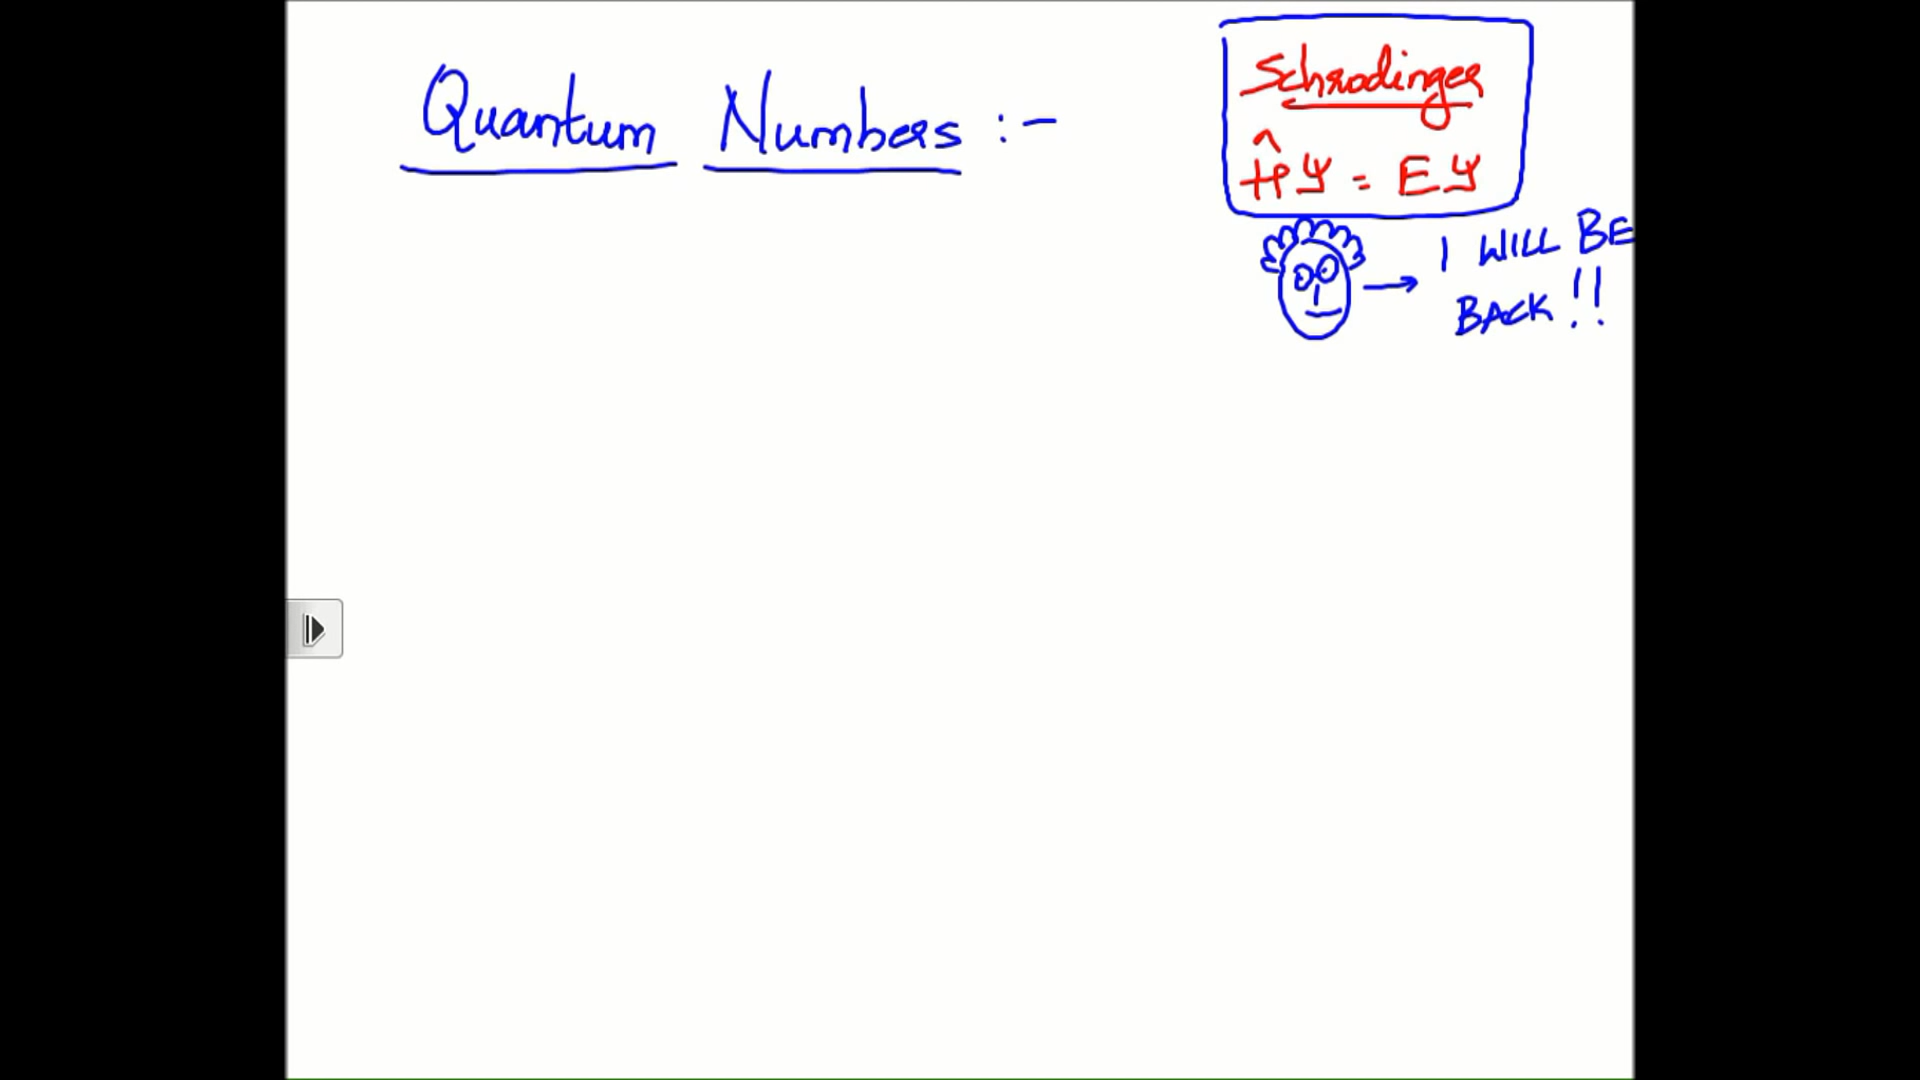 Quantum Numbers :-
Schrodinger
ĤΨ = EΨ
I WILL BE
BACK !!